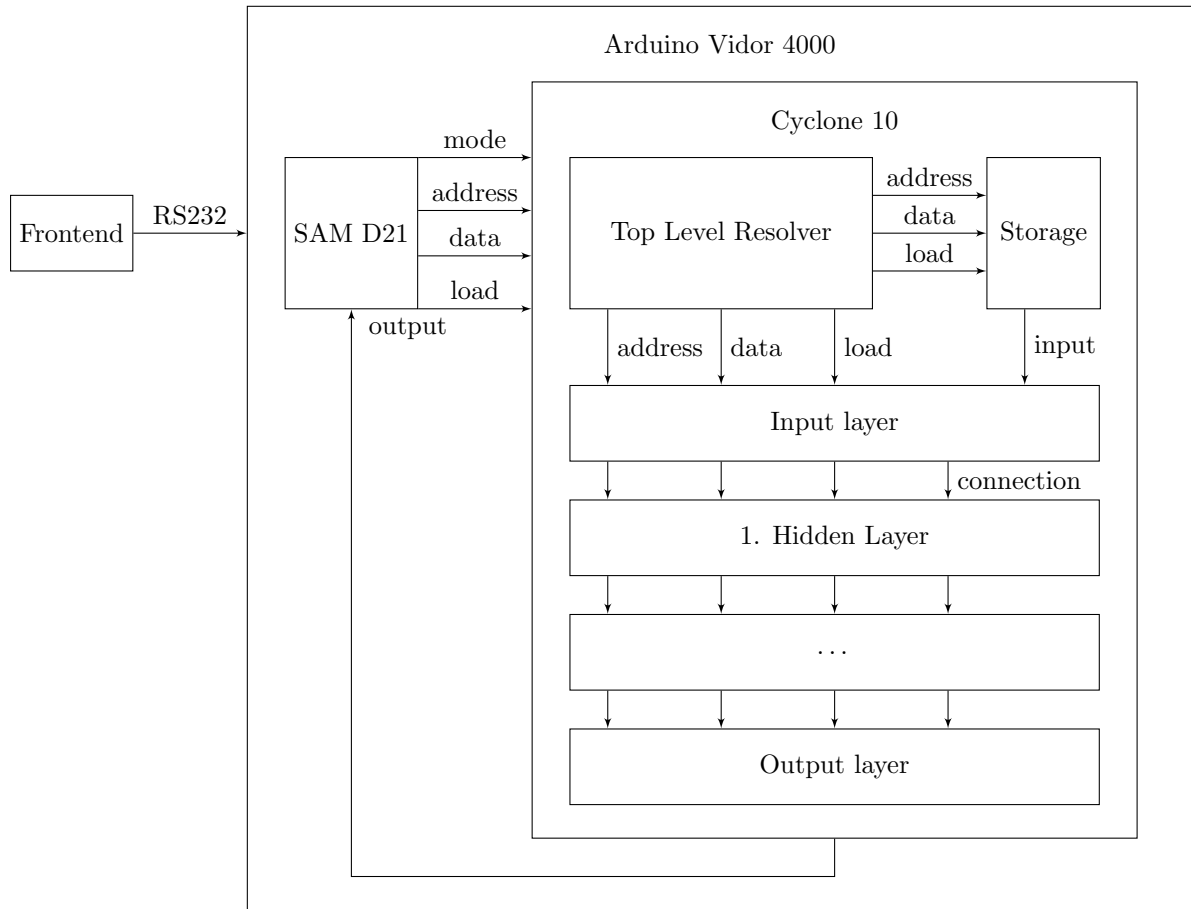 Arduino Vidor 4000
Cyclone 10
mode
address
data
load
output
RS232
Frontend
SAM D21
Top Level Resolver
address
data
load
Storage
address
data
load
input
Input layer
connection
1. Hidden Layer
...
Output layer